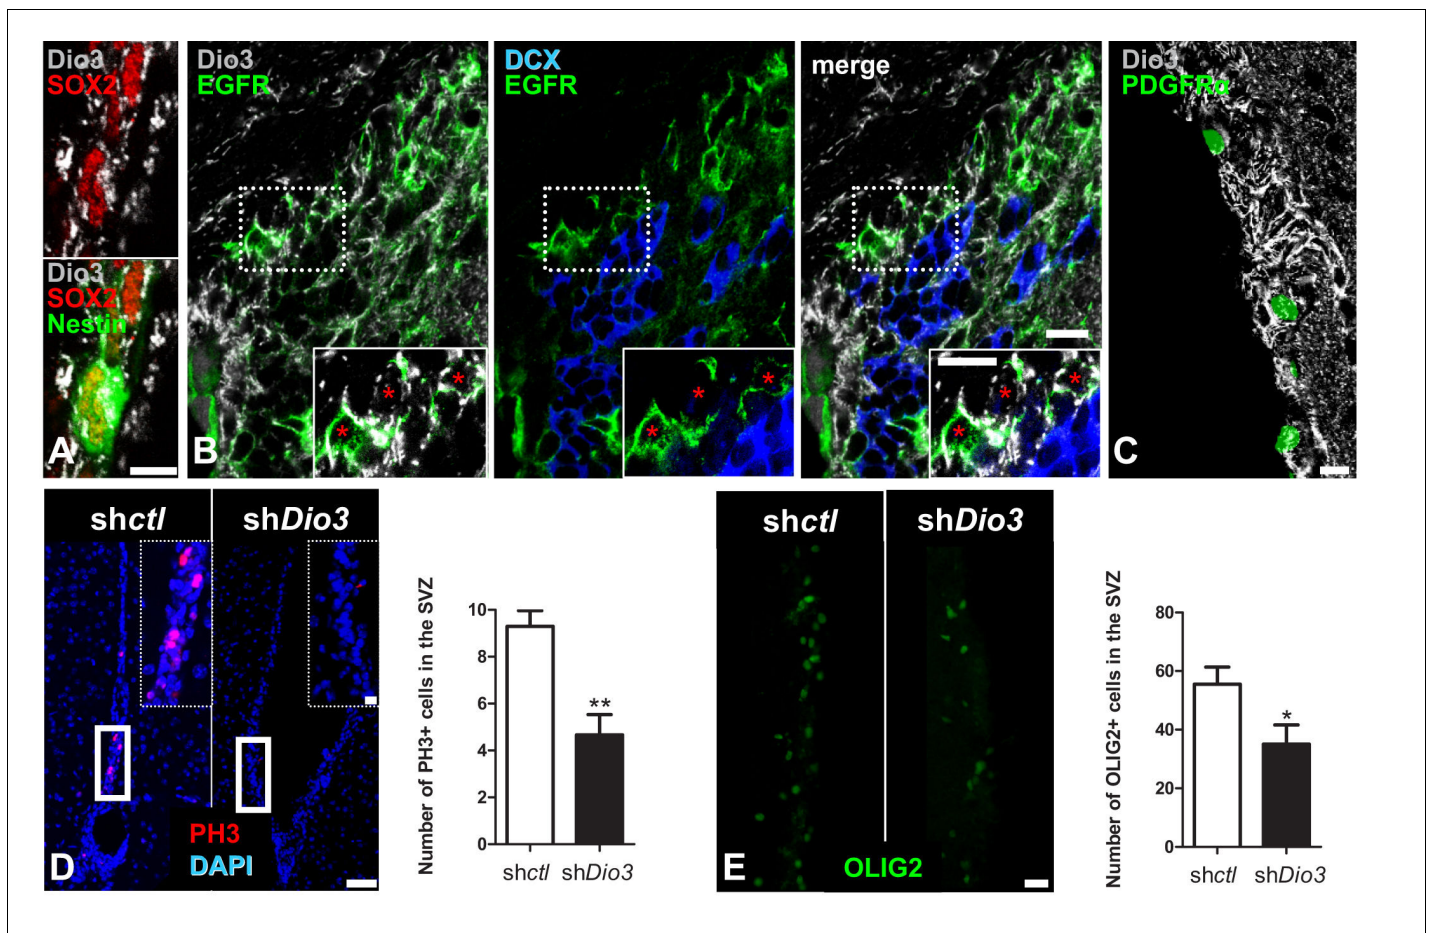 Dio3
SOX2
Dio3
SOX2
Nestin
A
Dio3
EGFR
B
DCX
EGFR
merge
Dio3
PDGFRα
C
shctl
shDio3
PH3
DAPI
D
Number of PH3+ cells in the SVZ
10
8
6
4
2
0
**
shctl shDio3
shctl
shDio3
OLIG2
E
Number of OLIG2+ cells in the SVZ
80
60
40
20
0
*
shctl shDio3